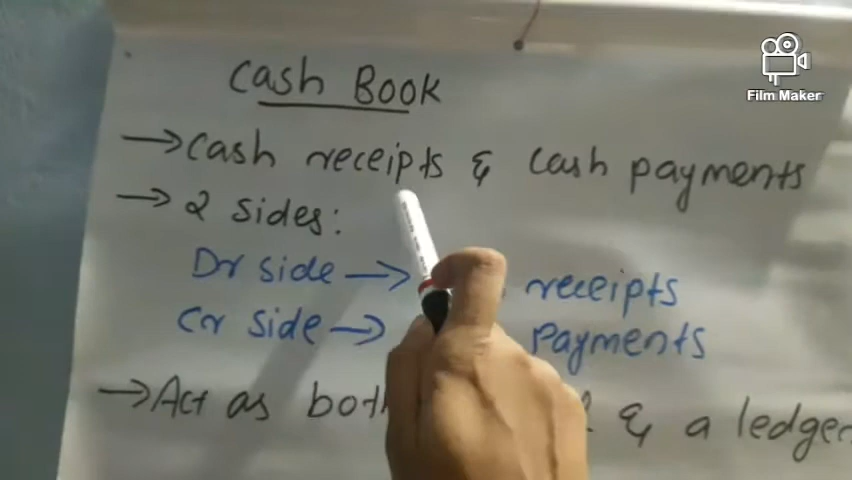 Cash Book
Film Maker
→ Cash receipts & Cash payments
→ 2 sides:
Dr side → receipts
Cr side → Payments
→ Act as both & a ledger